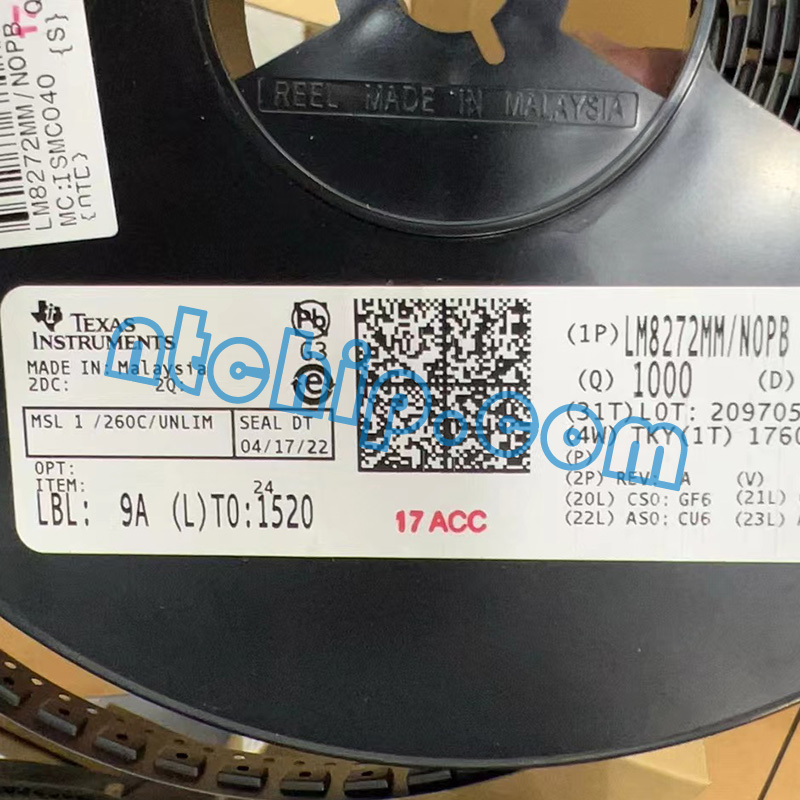 REEL MADE IN MALAYSIA
LM8272MM/NOPB
MC:ISMC040 {S}
TEXAS
INSTRUMENTS
Pb
G3
e
MADE IN: Malaysia
2DC: 2Q:
MSL 1 /260C/UNLIM
SEAL DT
04/17/22
OPT:
ITEM:
24
LBL: 9A (L)TO:1520
17 ACC
(1P) LM8272MM/NOPB
(Q) 1000 (D)
(31T)LOT: 209705
(4W) TKY(1T) 1760
(P)
(2P) REV: A (V)
(20L) CSO: GF6 (21L)
(22L) ASO: CU6 (23L)
ntchip.com